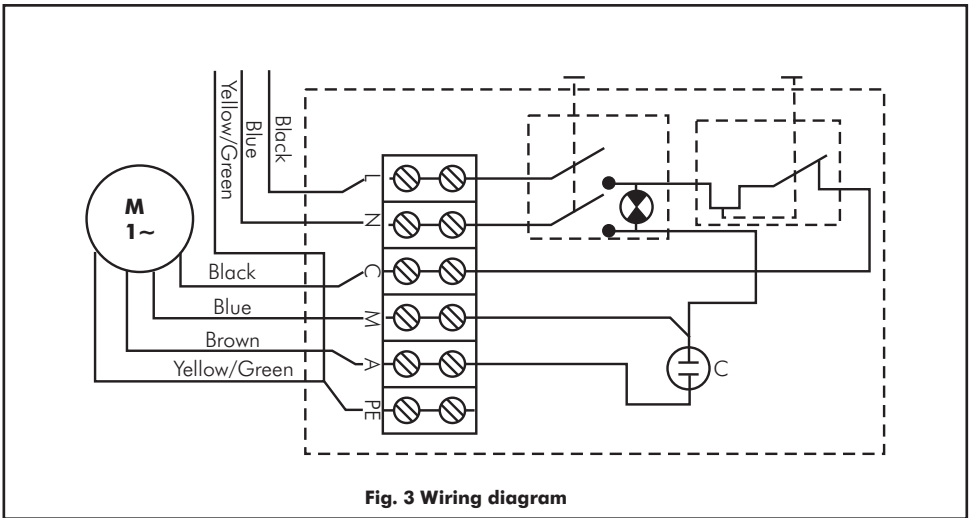 Yellow/Green
Blue
Black
M
1~
L
N
C
M
A
PE
Black
Blue
Brown
Yellow/Green
C
Fig. 3 Wiring diagram